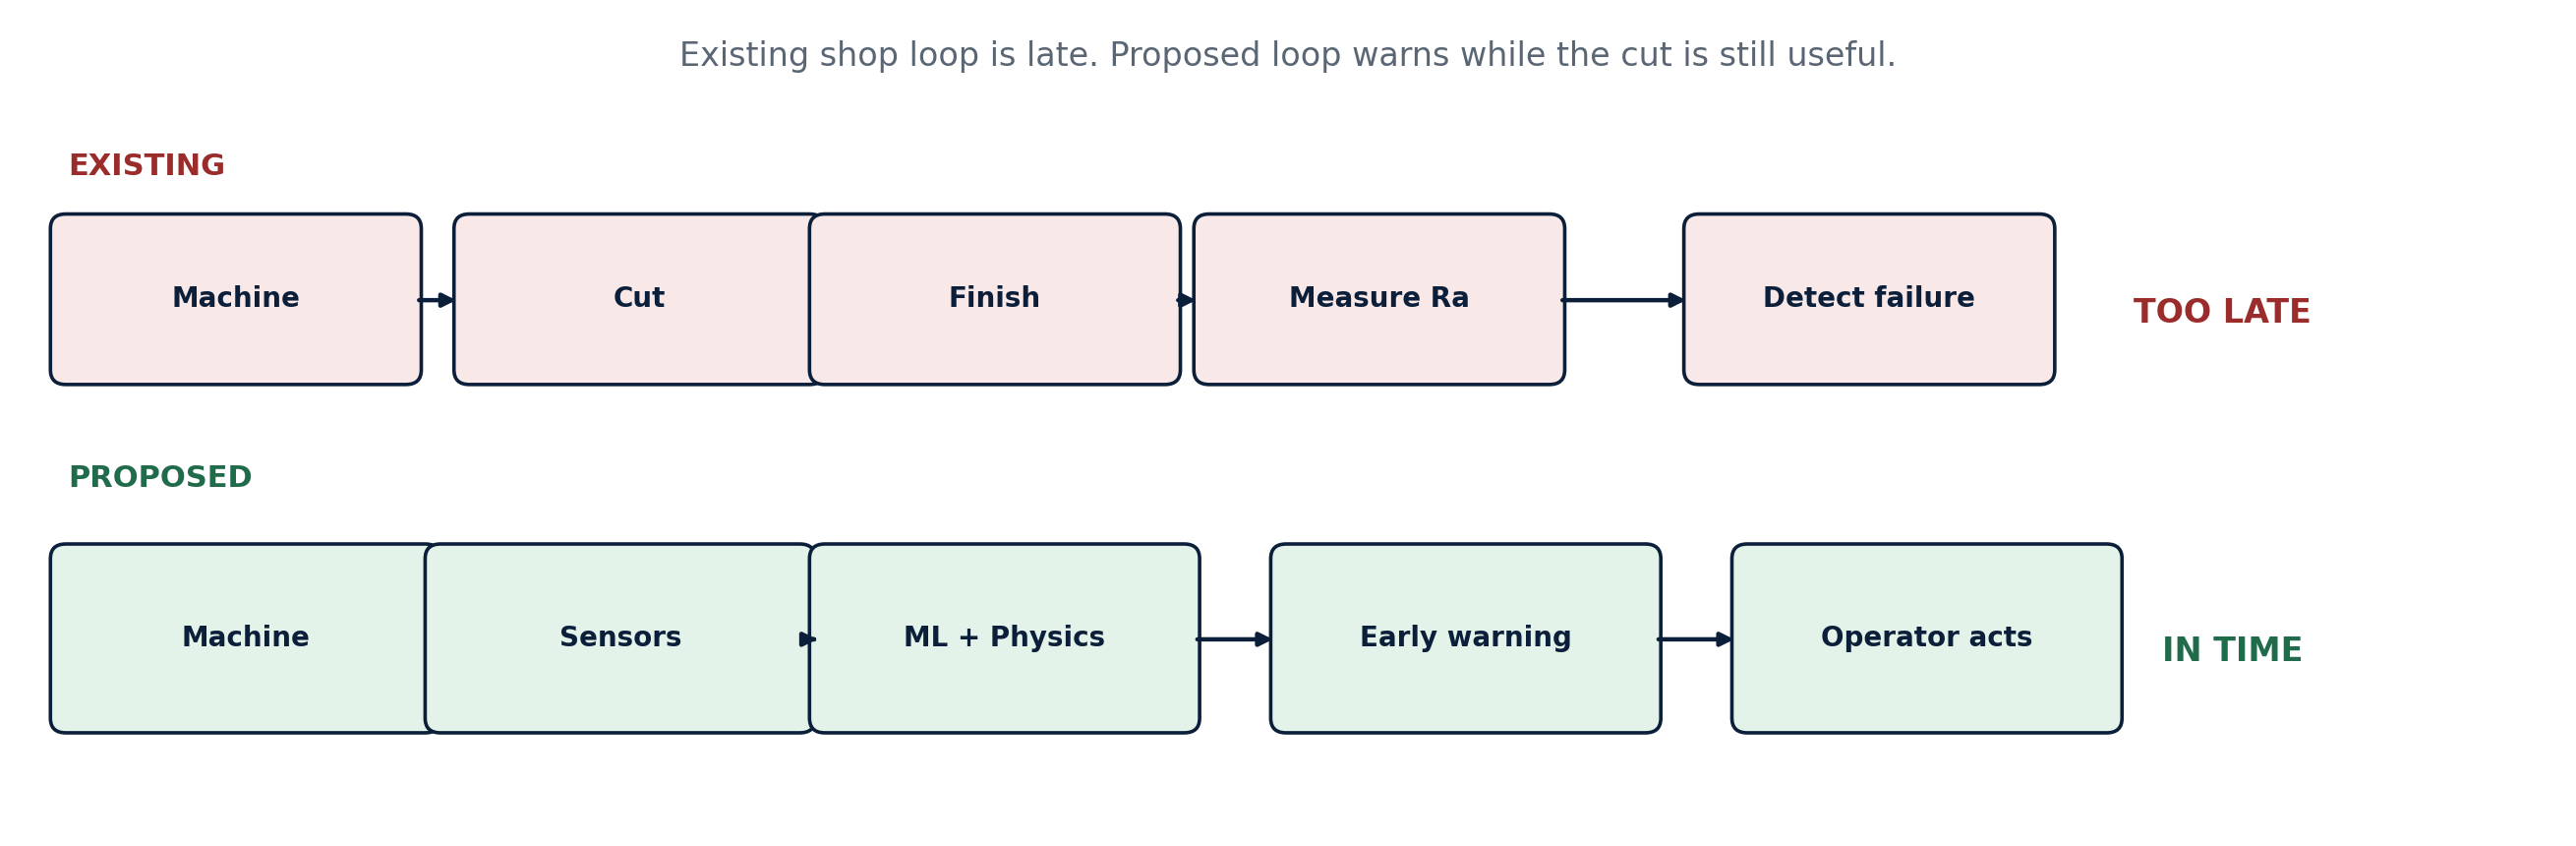 Existing shop loop is late. Proposed loop warns while the cut is still useful.
EXISTING
Machine
Cut
Finish
Measure Ra
Detect failure
TOO LATE
PROPOSED
Machine
Sensors
ML + Physics
Early warning
Operator acts
IN TIME